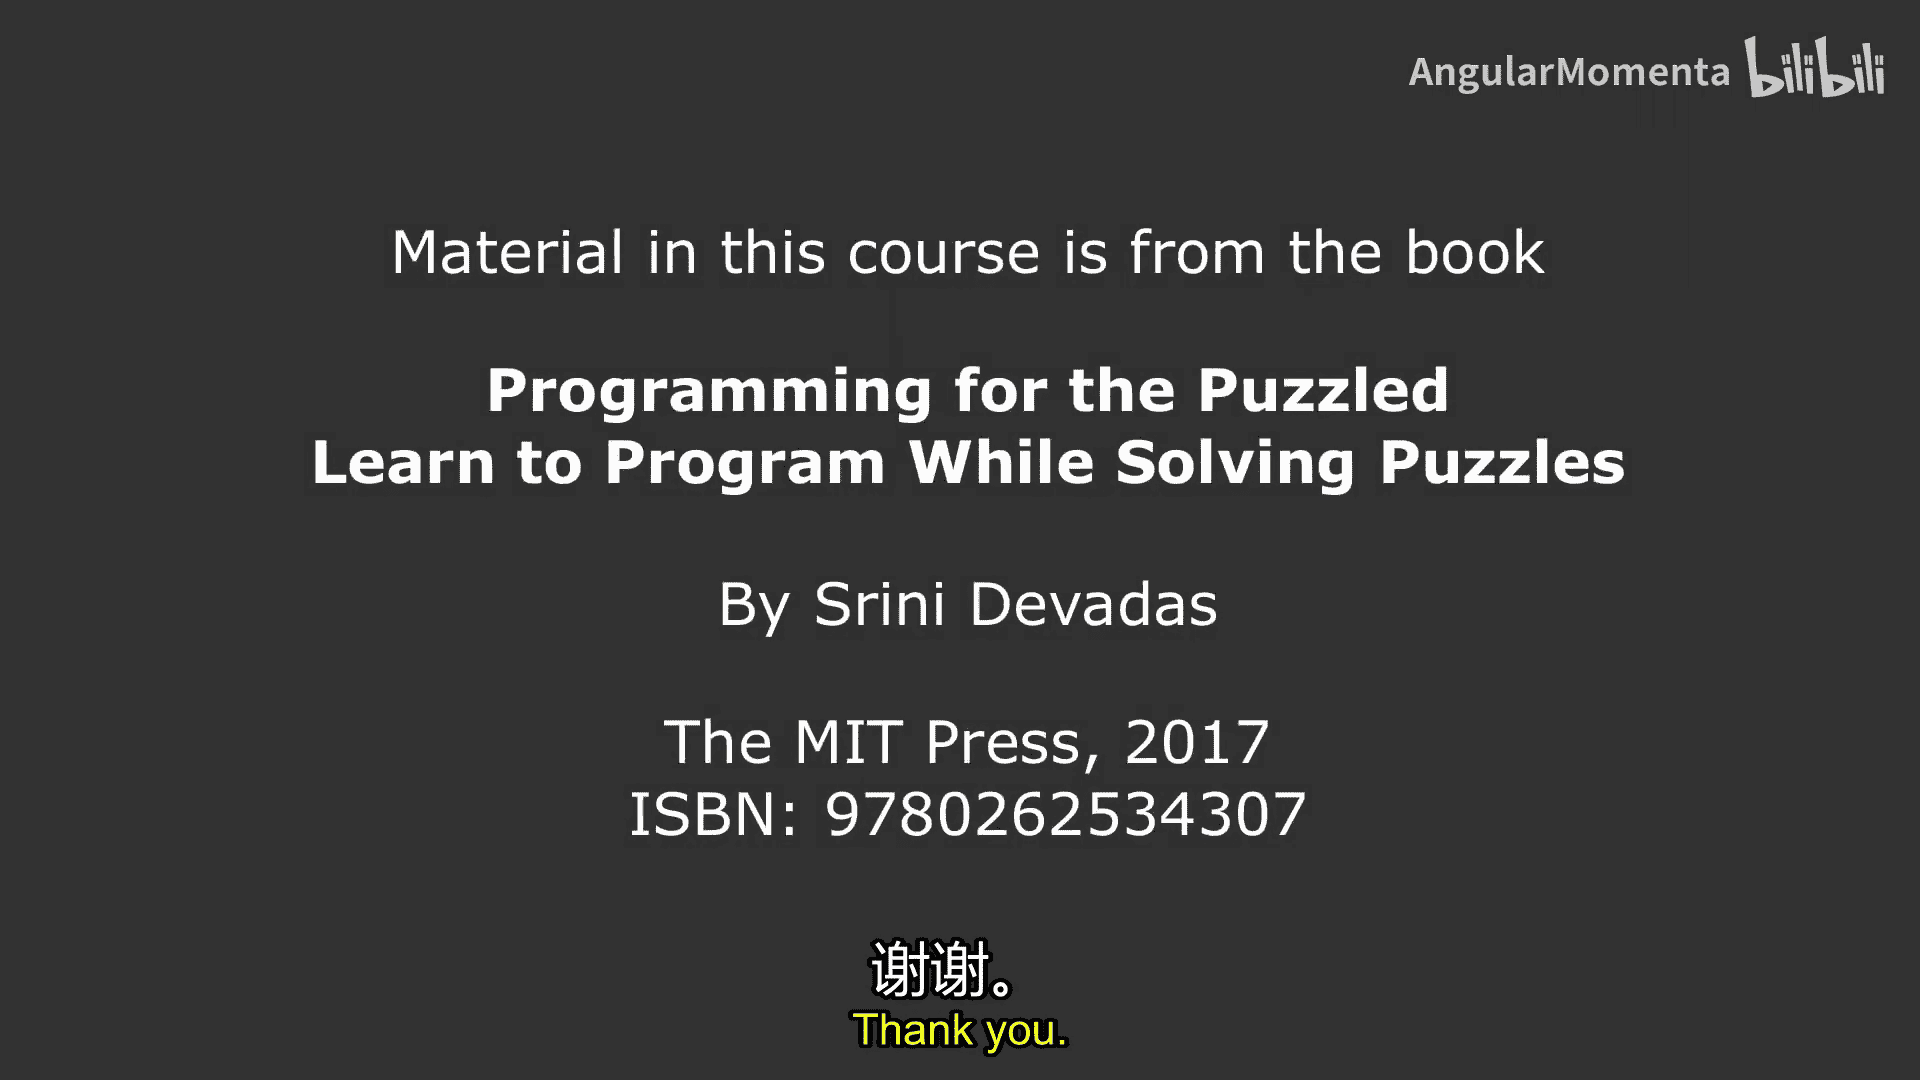 AngularMomenta bilibili
Material in this course is from the book
Programming for the Puzzled
Learn to Program While Solving Puzzles
By Srini Devadas
The MIT Press, 2017
ISBN: 9780262534307
谢谢。
Thank you.